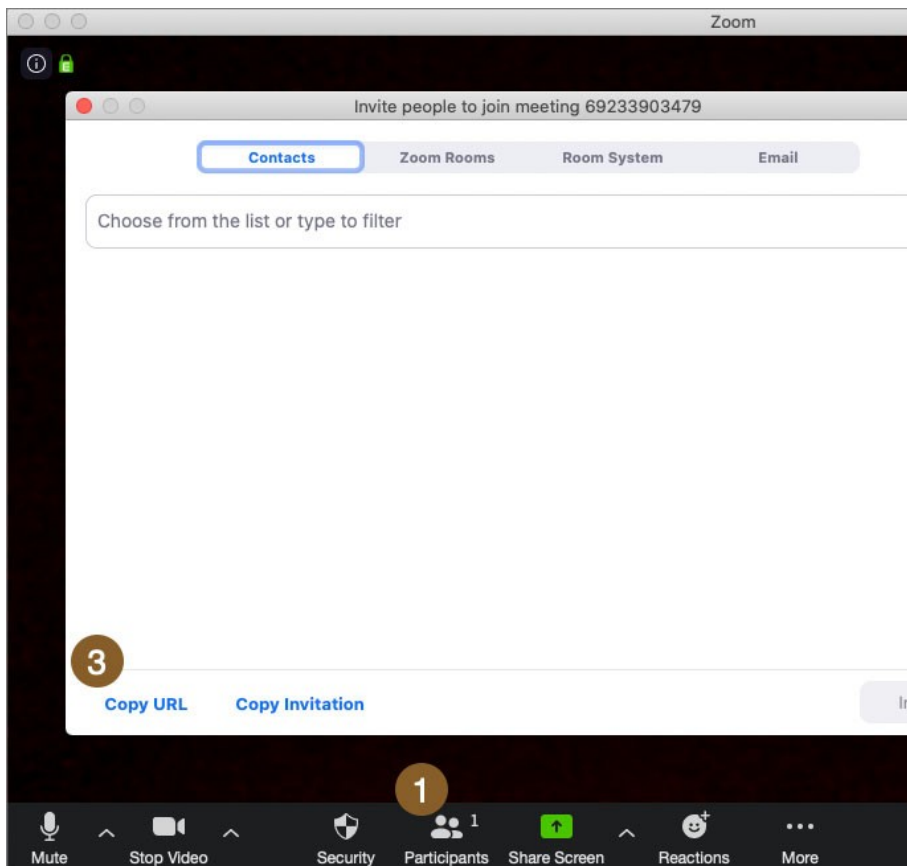 Zoom
Invite people to join meeting 69233903479
Contacts Zoom Rooms Room System Email
Choose from the list or type to filter
3
Copy URL Copy Invitation
1
1
Mute Stop Video Security Participants Share Screen Reactions More